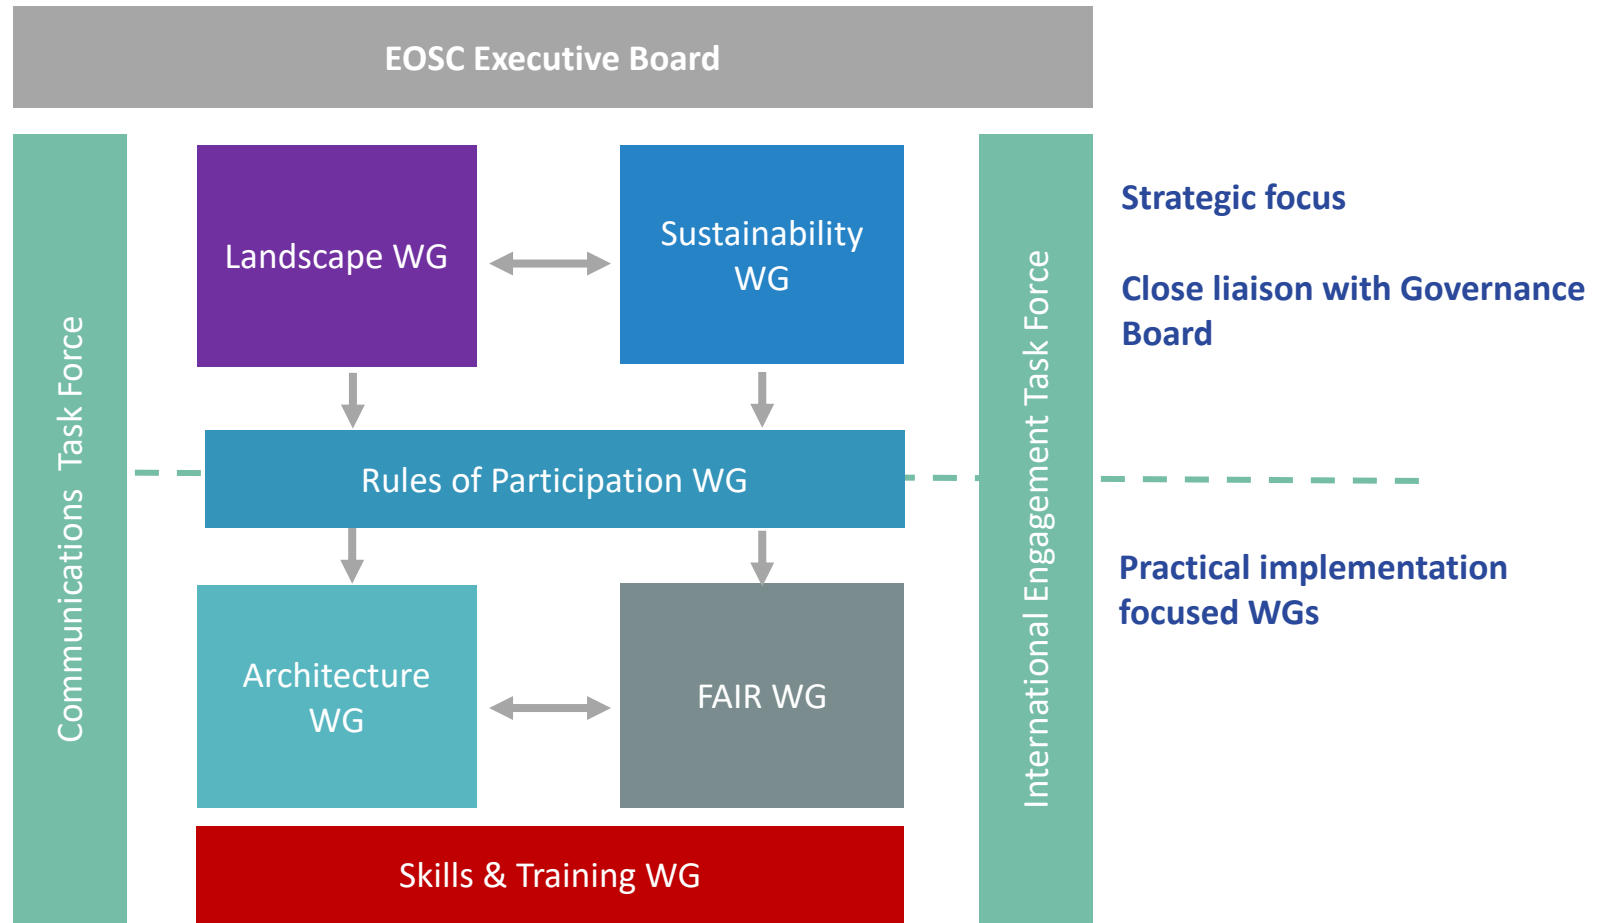 EOSC Executive Board
Communications Task Force
Landscape WG
Sustainability
WG
International Engagement Task Force
Strategic focus
Close liaison with Governance
Board
Rules of Participation WG
Practical implementation
focused WGs
Architecture
WG
FAIR WG
Skills & Training WG